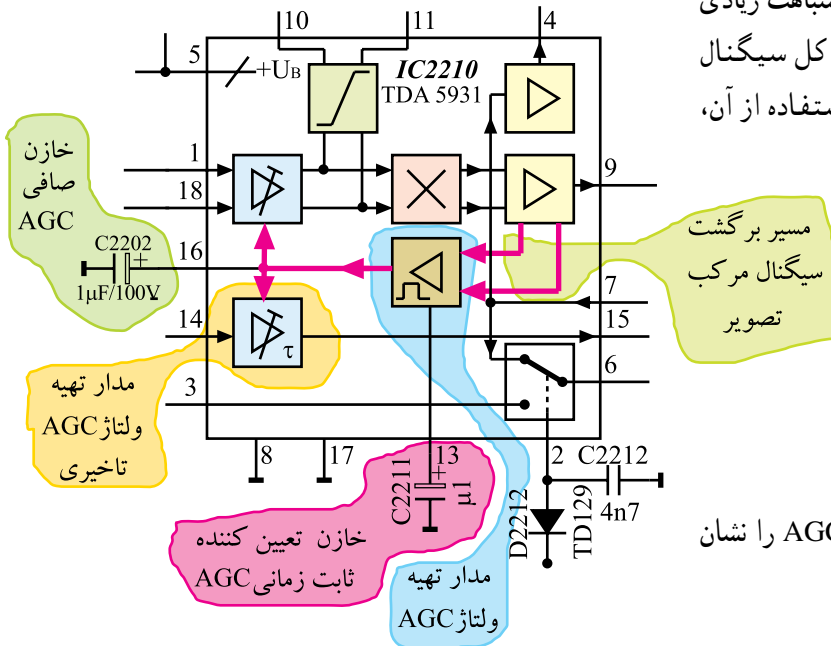 شباهت زیادی
کل سیگنال
ستفاده از آن،
10
11
4
5
+UB
IC2210
TDA 5931
خازن
صافی
AGC
1
18
9
C2202
+
1μF/100V
16
مسیر برگشت
سیگنال مرکب
تصویر
7
14
15
τ
6
مدار تهیه
ولتاژ AGC
تاخیری
3
8
17
13
2
C2212
4n7
C2211
+
μ1
D2212
TD129
خازن تعیین کننده
ثابت زمانی AGC
AGC را نشان
مدار تهیه
ولتاژ AGC